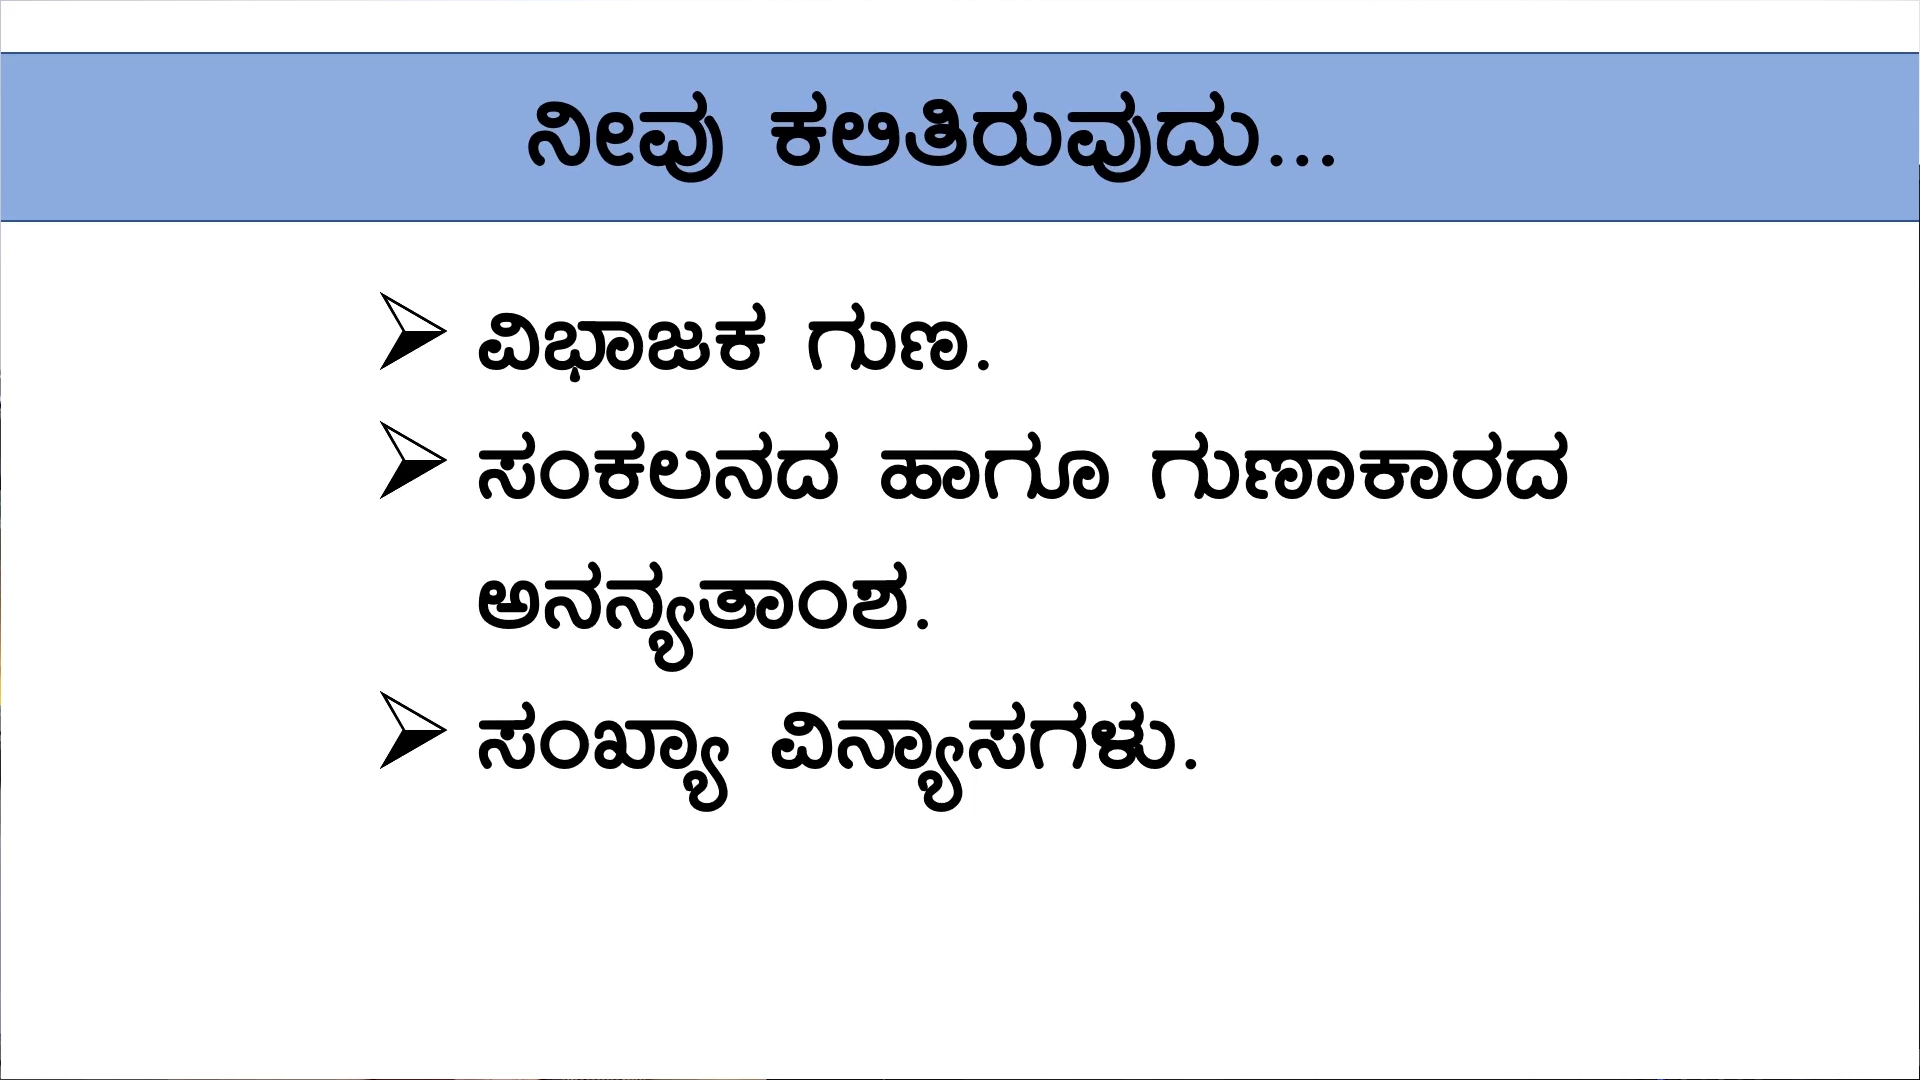 ನೀವು ಕಲಿತಿರುವುದು...
ವಿಭಾಜಕ ಗುಣ.
ಸಂಕಲನದ ಹಾಗೂ ಗುಣಾಕಾರದ
ಅನನ್ಯತಾಂಶ.
ಸಂಖ್ಯಾ ವಿನ್ಯಾಸಗಳು.